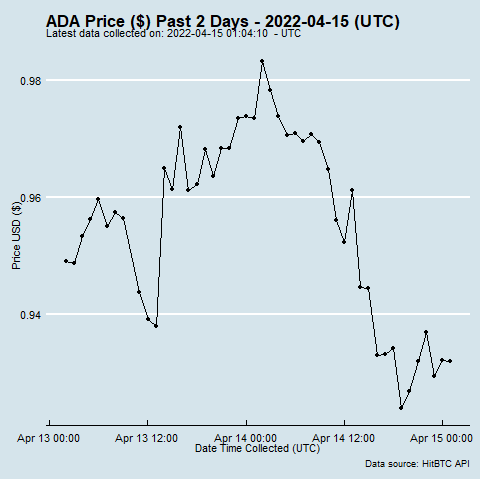 ADA Price ($) Past 2 Days - 2022-04-15 (UTC)
Latest data collected on: 2022-04-15 01:04:10  - UTC
0.98
0.96
0.94
Price USD ($)
Apr 13 00:00
Apr 13 12:00
Apr 14 00:00
Apr 14 12:00
Apr 15 00:00
Date Time Collected (UTC)
Data source: HitBTC API